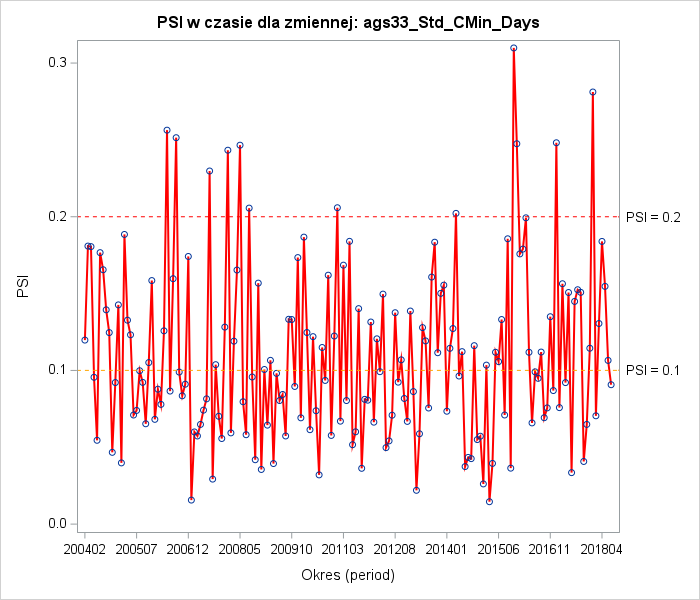 PSI w czasie dla zmiennej: ags33_Std_CMin_Days
0.3
0.2
PSI = 0.2
PSI
0.1
PSI = 0.1
0.0
200402 200507 200612 200805 200910 201103 201208 201401 201506 201611 201804
Okres (period)